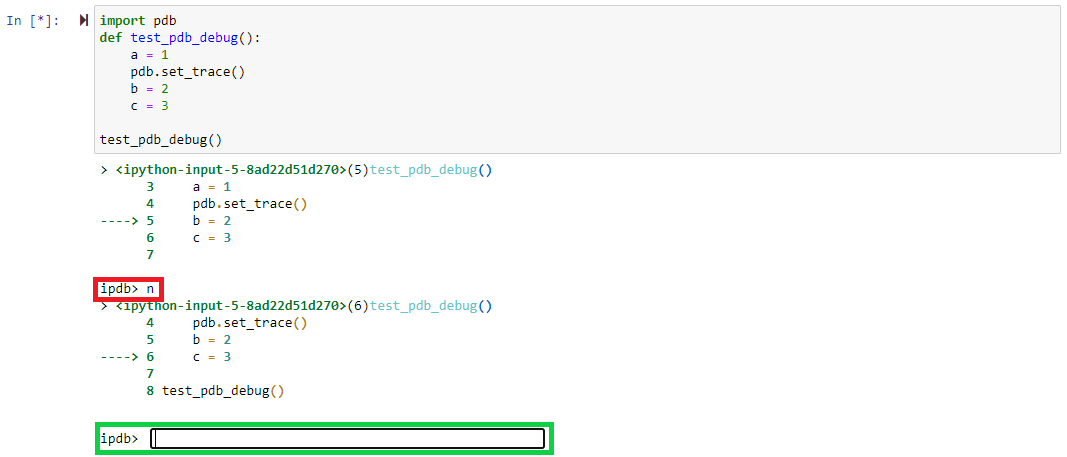 In [*]: import pdb
def test_pdb_debug():
    a = 1
    pdb.set_trace()
    b = 2
    c = 3
test_pdb_debug()
> <ipython-input-5-8ad22d51d270>(5)test_pdb_debug()
      3     a = 1
      4     pdb.set_trace()
----> 5     b = 2
      6     c = 3
      7
ipdb> n
> <ipython-input-5-8ad22d51d270>(6)test_pdb_debug()
      4     pdb.set_trace()
      5     b = 2
----> 6     c = 3
      7
      8 test_pdb_debug()
ipdb>